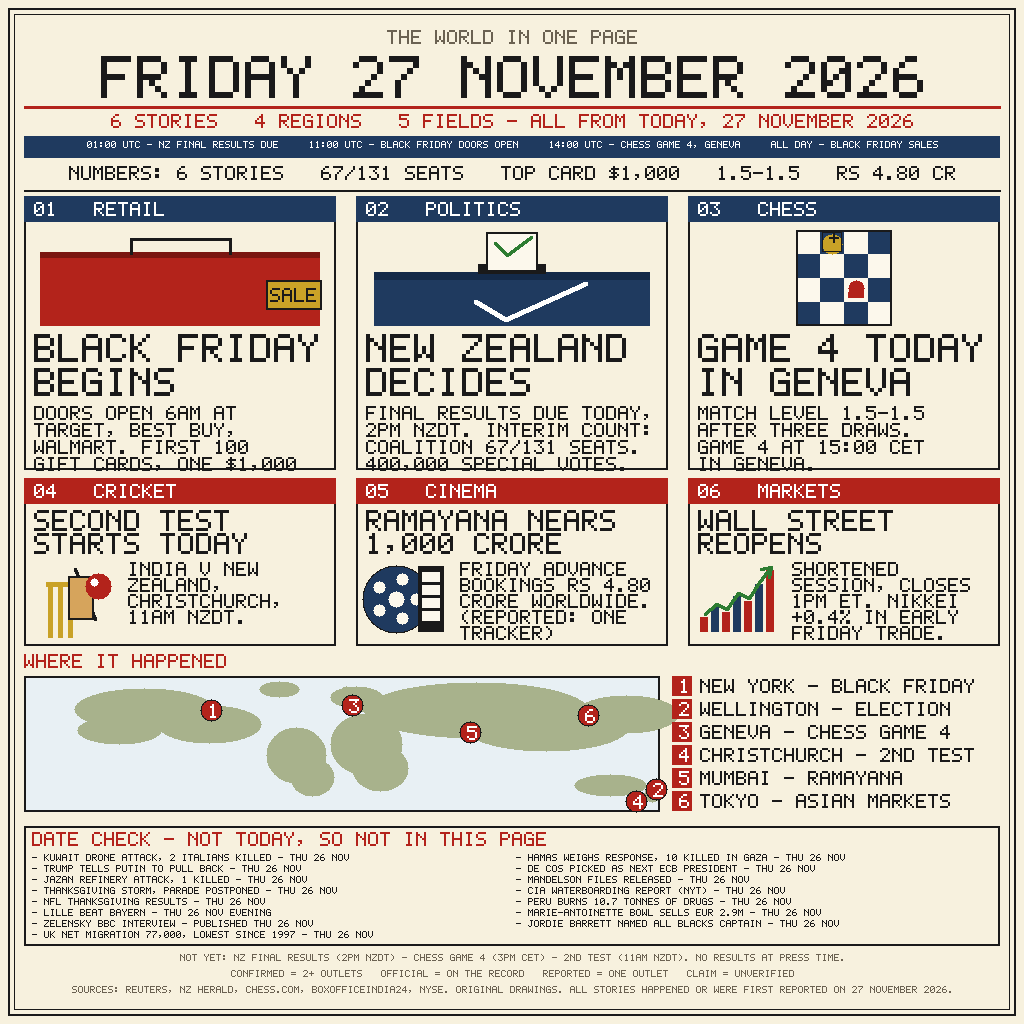 THE WORLD IN ONE PAGE
FRIDAY 27 NOVEMBER 2026
6 STORIES 4 REGIONS 5 FIELDS - ALL FROM TODAY, 27 NOVEMBER 2026
01:00 UTC - NZ FINAL RESULTS DUE 11:00 UTC - BLACK FRIDAY DOORS OPEN 14:00 UTC - CHESS GAME 4, GENEVA ALL DAY - BLACK FRIDAY SALES
NUMBERS: 6 STORIES 67/131 SEATS TOP CARD $1,000 1.5-1.5 RS 4.80 CR
01 RETAIL
SALE
BLACK FRIDAY
BEGINS
DOORS OPEN 6AM AT
TARGET, BEST BUY,
WALMART. FIRST 100
GIFT CARDS, ONE $1,000
02 POLITICS
NEW ZEALAND
DECIDES
FINAL RESULTS DUE TODAY,
2PM NZDT. INTERIM COUNT:
COALITION 67/131 SEATS.
400,000 SPECIAL VOTES.
03 CHESS
GAME 4 TODAY
IN GENEVA
MATCH LEVEL 1.5-1.5
AFTER THREE DRAWS.
GAME 4 AT 15:00 CET
IN GENEVA.
04 CRICKET
SECOND TEST
STARTS TODAY
INDIA V NEW
ZEALAND,
CHRISTCHURCH,
11AM NZDT.
05 CINEMA
RAMAYANA NEARS
1,000 CRORE
FRIDAY ADVANCE
BOOKINGS RS 4.80
CRORE WORLDWIDE.
(REPORTED: ONE
TRACKER)
06 MARKETS
WALL STREET
REOPENS
SHORTENED
SESSION, CLOSES
1PM ET. NIKKEI
+0.4% IN EARLY
FRIDAY TRADE.
WHERE IT HAPPENED
1
2
3
4
5
6
1 NEW YORK - BLACK FRIDAY
2 WELLINGTON - ELECTION
3 GENEVA - CHESS GAME 4
4 CHRISTCHURCH - 2ND TEST
5 MUMBAI - RAMAYANA
6 TOKYO - ASIAN MARKETS
DATE CHECK - NOT TODAY, SO NOT IN THIS PAGE
- KUWAIT DRONE ATTACK, 2 ITALIANS KILLED - THU 26 NOV
- TRUMP TELLS PUTIN TO PULL BACK - THU 26 NOV
- JAZAN REFINERY ATTACK, 1 KILLED - THU 26 NOV
- THANKSGIVING STORM, PARADE POSTPONED - THU 26 NOV
- NFL THANKSGIVING RESULTS - THU 26 NOV
- LILLE BEAT BAYERN - THU 26 NOV EVENING
- ZELENSKY BBC INTERVIEW - PUBLISHED THU 26 NOV
- UK NET MIGRATION 77,000, LOWEST SINCE 1997 - THU 26 NOV
- HAMAS WEIGHS RESPONSE, 10 KILLED IN GAZA - THU 26 NOV
- DE COS PICKED AS NEXT ECB PRESIDENT - THU 26 NOV
- MANDELSON FILES RELEASED - THU 26 NOV
- CIA WATERBOARDING REPORT (NYT) - THU 26 NOV
- PERU BURNS 10.7 TONNES OF DRUGS - THU 26 NOV
- MARIE-ANTOINETTE BOWL SELLS EUR 2.9M - THU 26 NOV
- JORDIE BARRETT NAMED ALL BLACKS CAPTAIN - THU 26 NOV
NOT YET: NZ FINAL RESULTS (2PM NZDT) - CHESS GAME 4 (3PM CET) - 2ND TEST (11AM NZDT). NO RESULTS AT PRESS TIME.
CONFIRMED = 2+ OUTLETS OFFICIAL = ON THE RECORD REPORTED = ONE OUTLET CLAIM = UNVERIFIED
SOURCES: REUTERS, NZ HERALD, CHESS.COM, BOXOFFICEINDIA24, NYSE. ORIGINAL DRAWINGS. ALL STORIES HAPPENED OR WERE FIRST REPORTED ON 27 NOVEMBER 2026.